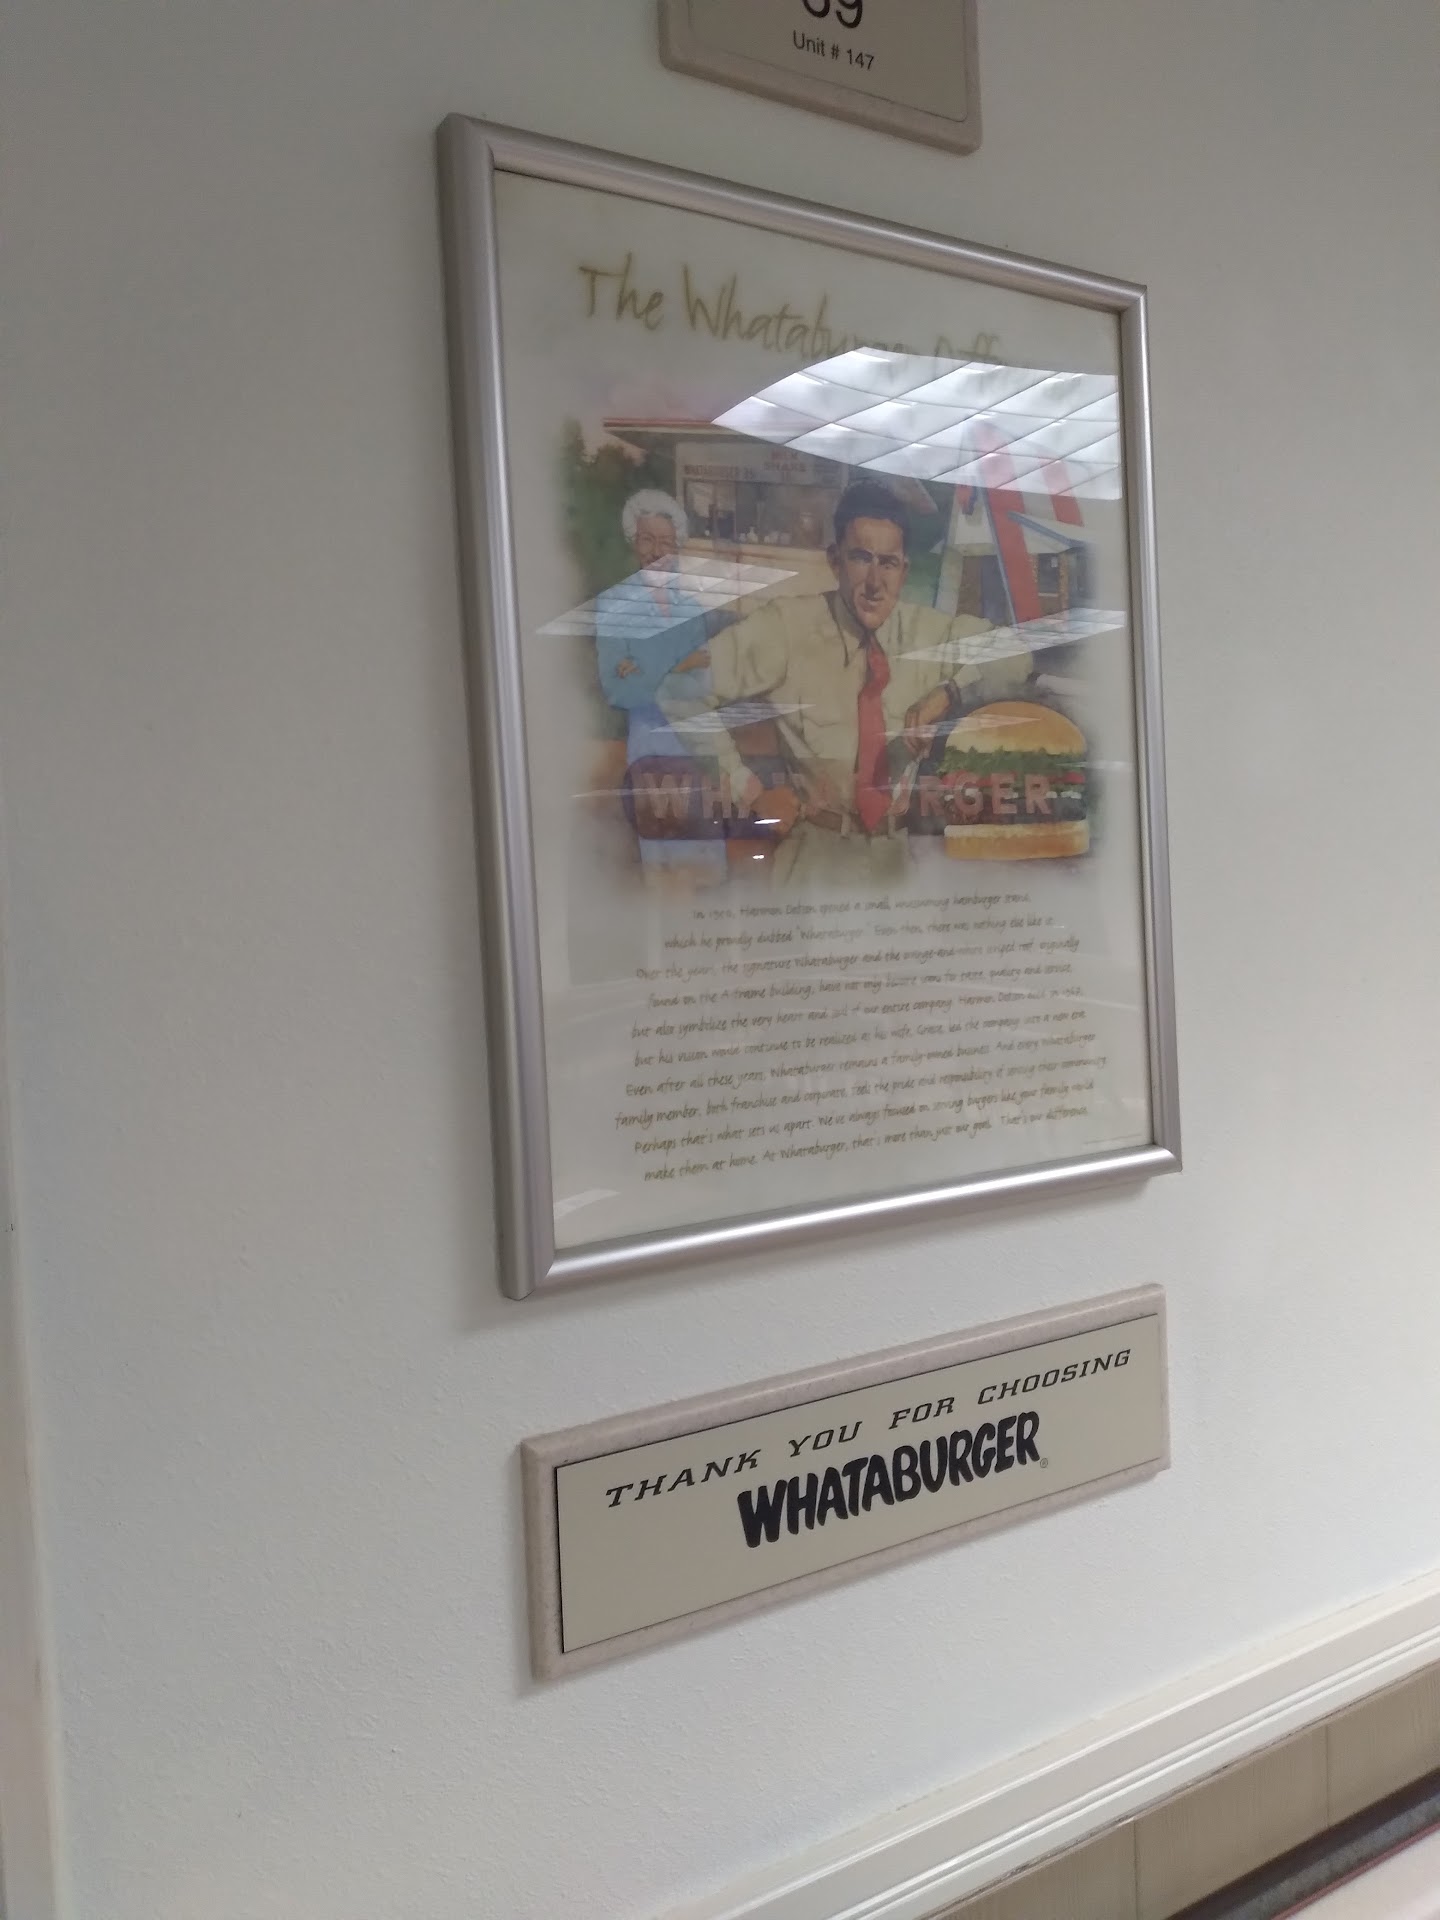 69
Unit # 147
The Whataburger Diff
WHATABURGER
MILK
SHAKE
WHA URGER
In 1950, Harmon Dobson opened a small, unassuming hamburger stand,
which he proudly dubbed "Whataburger." Even then, there was nothing else like it.
Over the years, the signature Whataburger and the orange-and-white striped roof, originally
found on the A-frame building, have not only become icons for taste, quality and service,
but also symbolize the very heart and soul of our entire company. Harmon Dobson died in 1967,
but his vision would continue to be realized as his wife, Grace, led the company into a new era.
Even after all these years, Whataburger remains a family-owned business. And every Whataburger
family member, both franchise and corporate, feels the pride and responsibility of serving their community.
Perhaps that's what sets us apart. We've always focused on serving burgers like your family would
make them at home. At Whataburger, that's more than just our goal. That's our difference.
THANK YOU FOR CHOOSING
WHATABURGER®